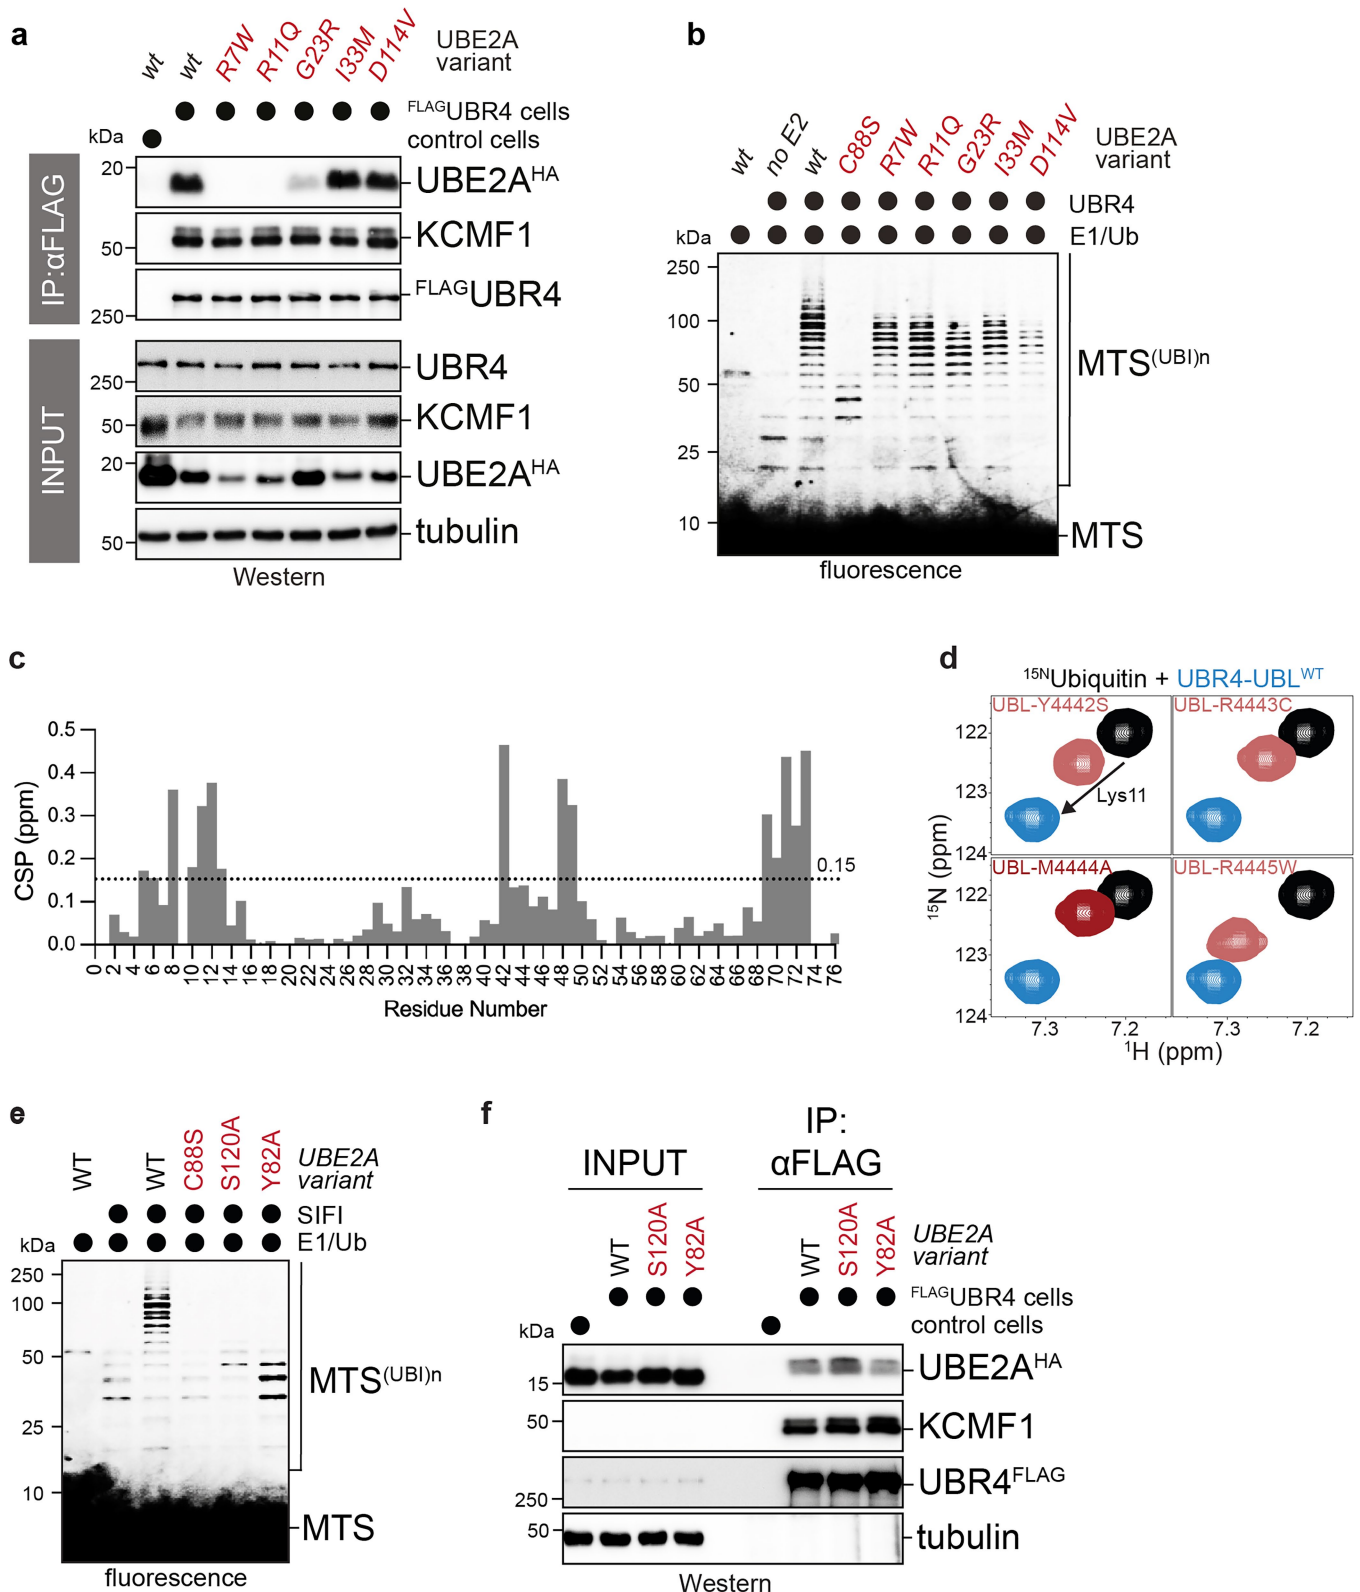 a
wt wt R7W R11Q G23R I33M D114V
UBE2A
variant
FLAGUBR4 cells
control cells
kDa
IP:αFLAG
20
UBE2AHA
50
KCMF1
250
FLAGUBR4
INPUT
250
UBR4
50
KCMF1
20
UBE2AHA
50
tubulin
Western
b
wt no E2 wt C88S R7W R11Q G23R I33M D114V
UBE2A
variant
UBR4
E1/Ub
kDa
250
100
50
25
10
MTS(UBI)n
MTS
fluorescence
c
CSP (ppm)
0.5
0.4
0.3
0.2
0.1
0.0
0.15
0 2 4 6 8 10 12 14 16 18 20 22 24 26 28 30 32 34 36 38 40 42 44 46 48 50 52 54 56 58 60 62 64 66 68 70 72 74 76
Residue Number
d
15NUbiquitin + UBR4-UBLWT
UBL-Y4442S
UBL-R4443C
Lys11
UBL-M4444A
UBL-R4445W
122
123
124
122
123
124
15N (ppm)
7.3 7.2 7.3 7.2
1H (ppm)
e
WT WT C88S S120A Y82A
UBE2A
variant
SIFI
E1/Ub
kDa
250
100
50
25
10
MTS(UBI)n
MTS
fluorescence
f
INPUT
IP:
αFLAG
WT S120A Y82A WT S120A Y82A
UBE2A
variant
FLAGUBR4 cells
control cells
kDa
15
UBE2AHA
50
KCMF1
250
UBR4FLAG
50
tubulin
Western